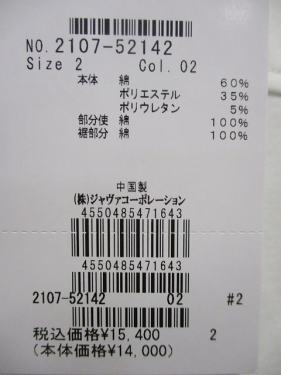 NO. 2107-52142
Size 2 Col. 02
本体 綿 60%
ポリエステル 35%
ポリウレタン 5%
部分使 綿 100%
裾部分 綿 100%
中国製
(株)ジャヴァコーポレーション
4550485471643
4550485471643
2107-52142 02 #2
税込価格¥15,400 2
(本体価格¥14,000)